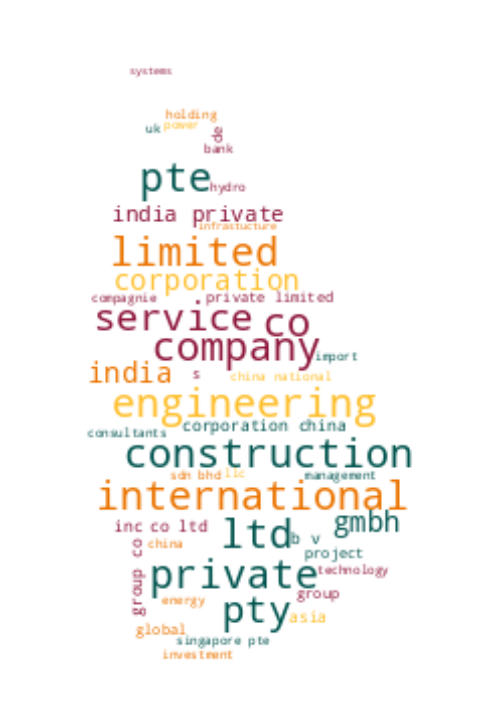 systems
holding
uk power de
bank
pte hydro
india private
infrastucture
limited
corporation
compagnie private limited
service co
company import
india s china national
engineering
corporation china
consultants
construction
sdn bhd llc management
international
inc co ltd ltd gmbh
b v
group co china project
private technology
energy pty group
asia
global
singapore pte
investment